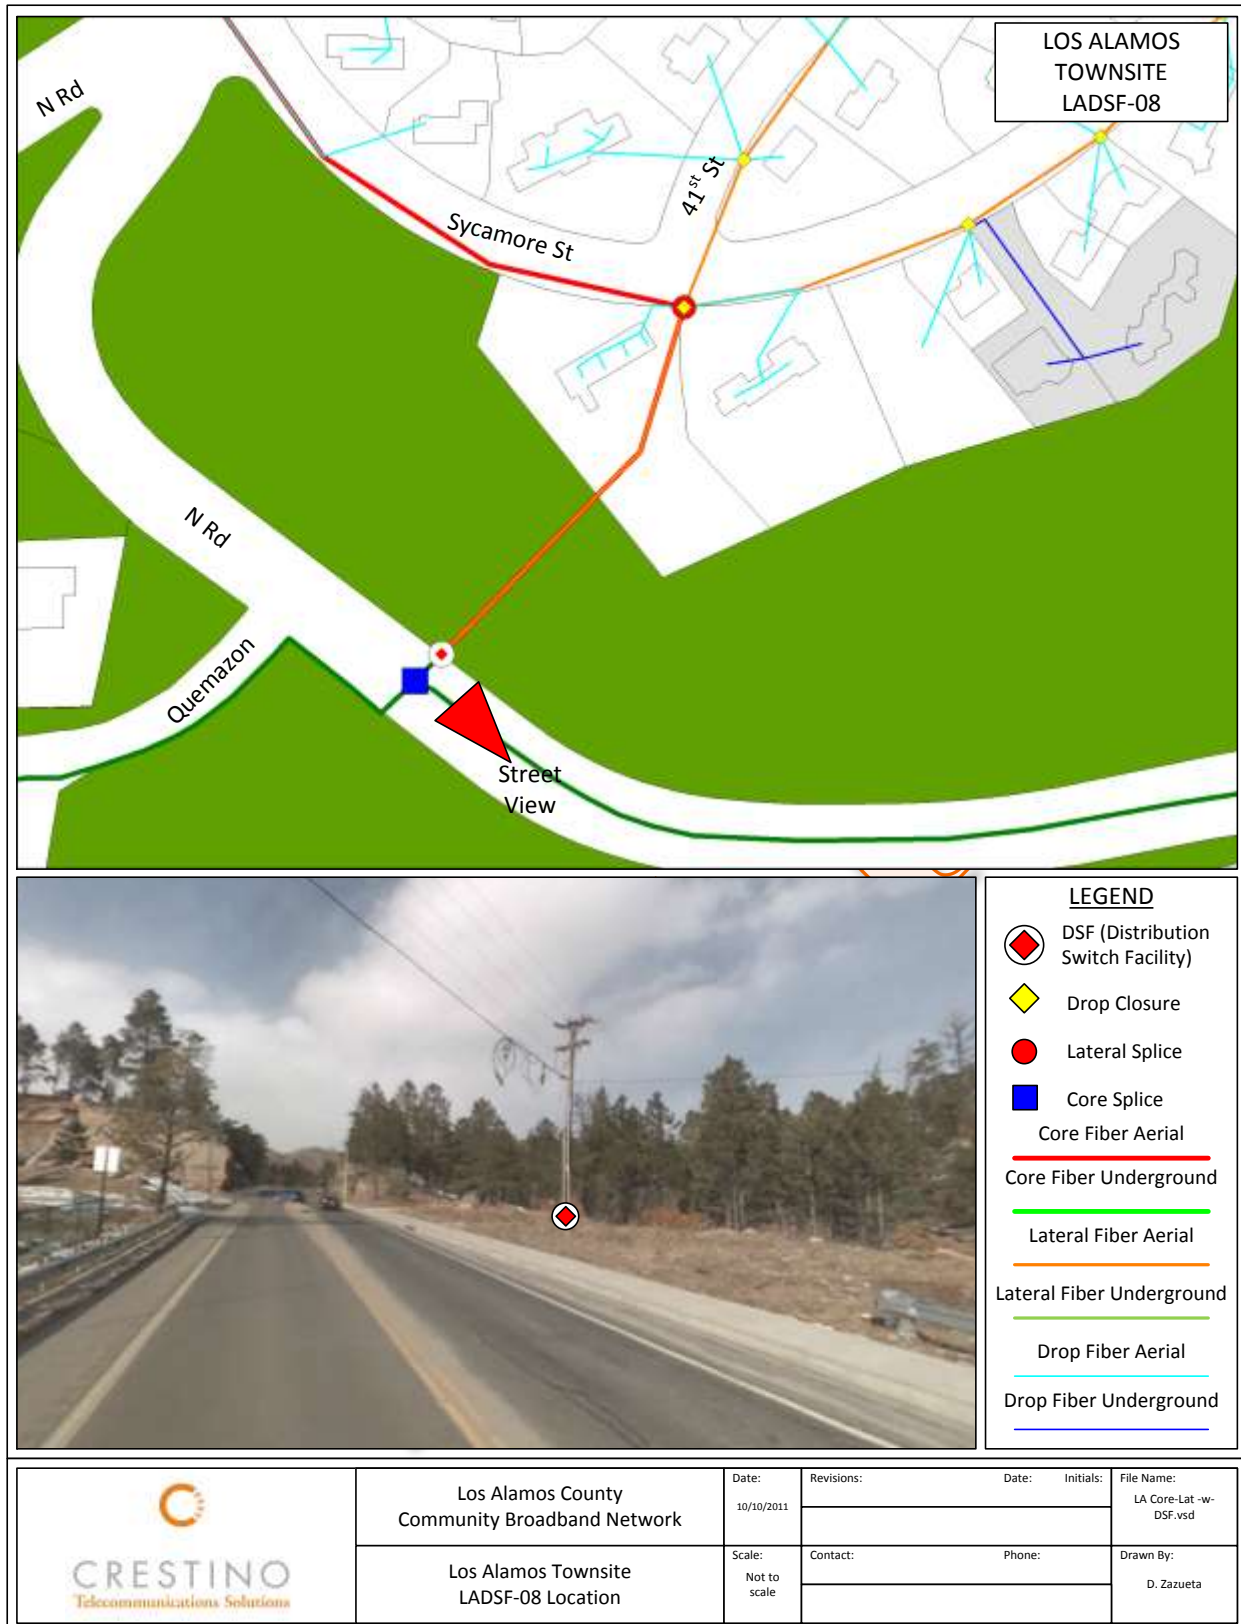 LOS ALAMOS
TOWNSITE
LADSF-08
N Rd
41st St
Sycamore St
N Rd
Quemazon
Street
View
LEGEND
DSF (Distribution
Switch Facility)
Drop Closure
Lateral Splice
Core Splice
Core Fiber Aerial
Core Fiber Underground
Lateral Fiber Aerial
Lateral Fiber Underground
Drop Fiber Aerial
Drop Fiber Underground
CRESTINO
Telecommunications Solutions
Los Alamos County
Community Broadband Network
Los Alamos Townsite
LADSF-08 Location
Date:
10/10/2011
Revisions: Date: Initials:
File Name:
LA Core-Lat -w-
DSF.vsd
Scale:
Not to
scale
Contact: Phone:
Drawn By:
D. Zazueta